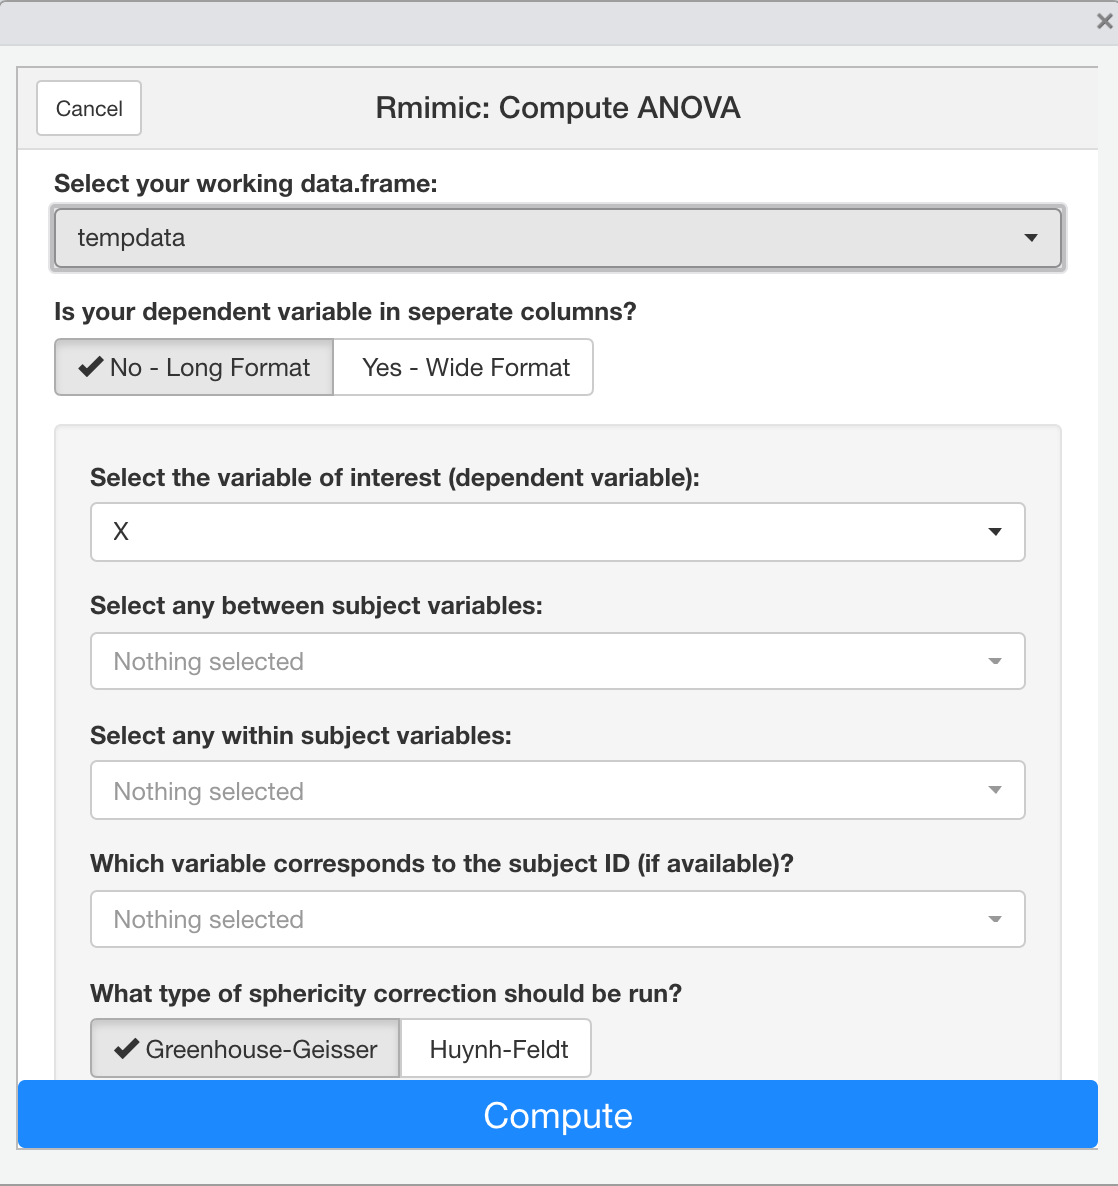 Cancel
Rmimic: Compute ANOVA
Select your working data.frame:
tempdata
Is your dependent variable in seperate columns?
No - Long Format
Yes - Wide Format
Select the variable of interest (dependent variable):
X
Select any between subject variables:
Nothing selected
Select any within subject variables:
Nothing selected
Which variable corresponds to the subject ID (if available)?
Nothing selected
What type of sphericity correction should be run?
Greenhouse-Geisser
Huynh-Feldt
Compute